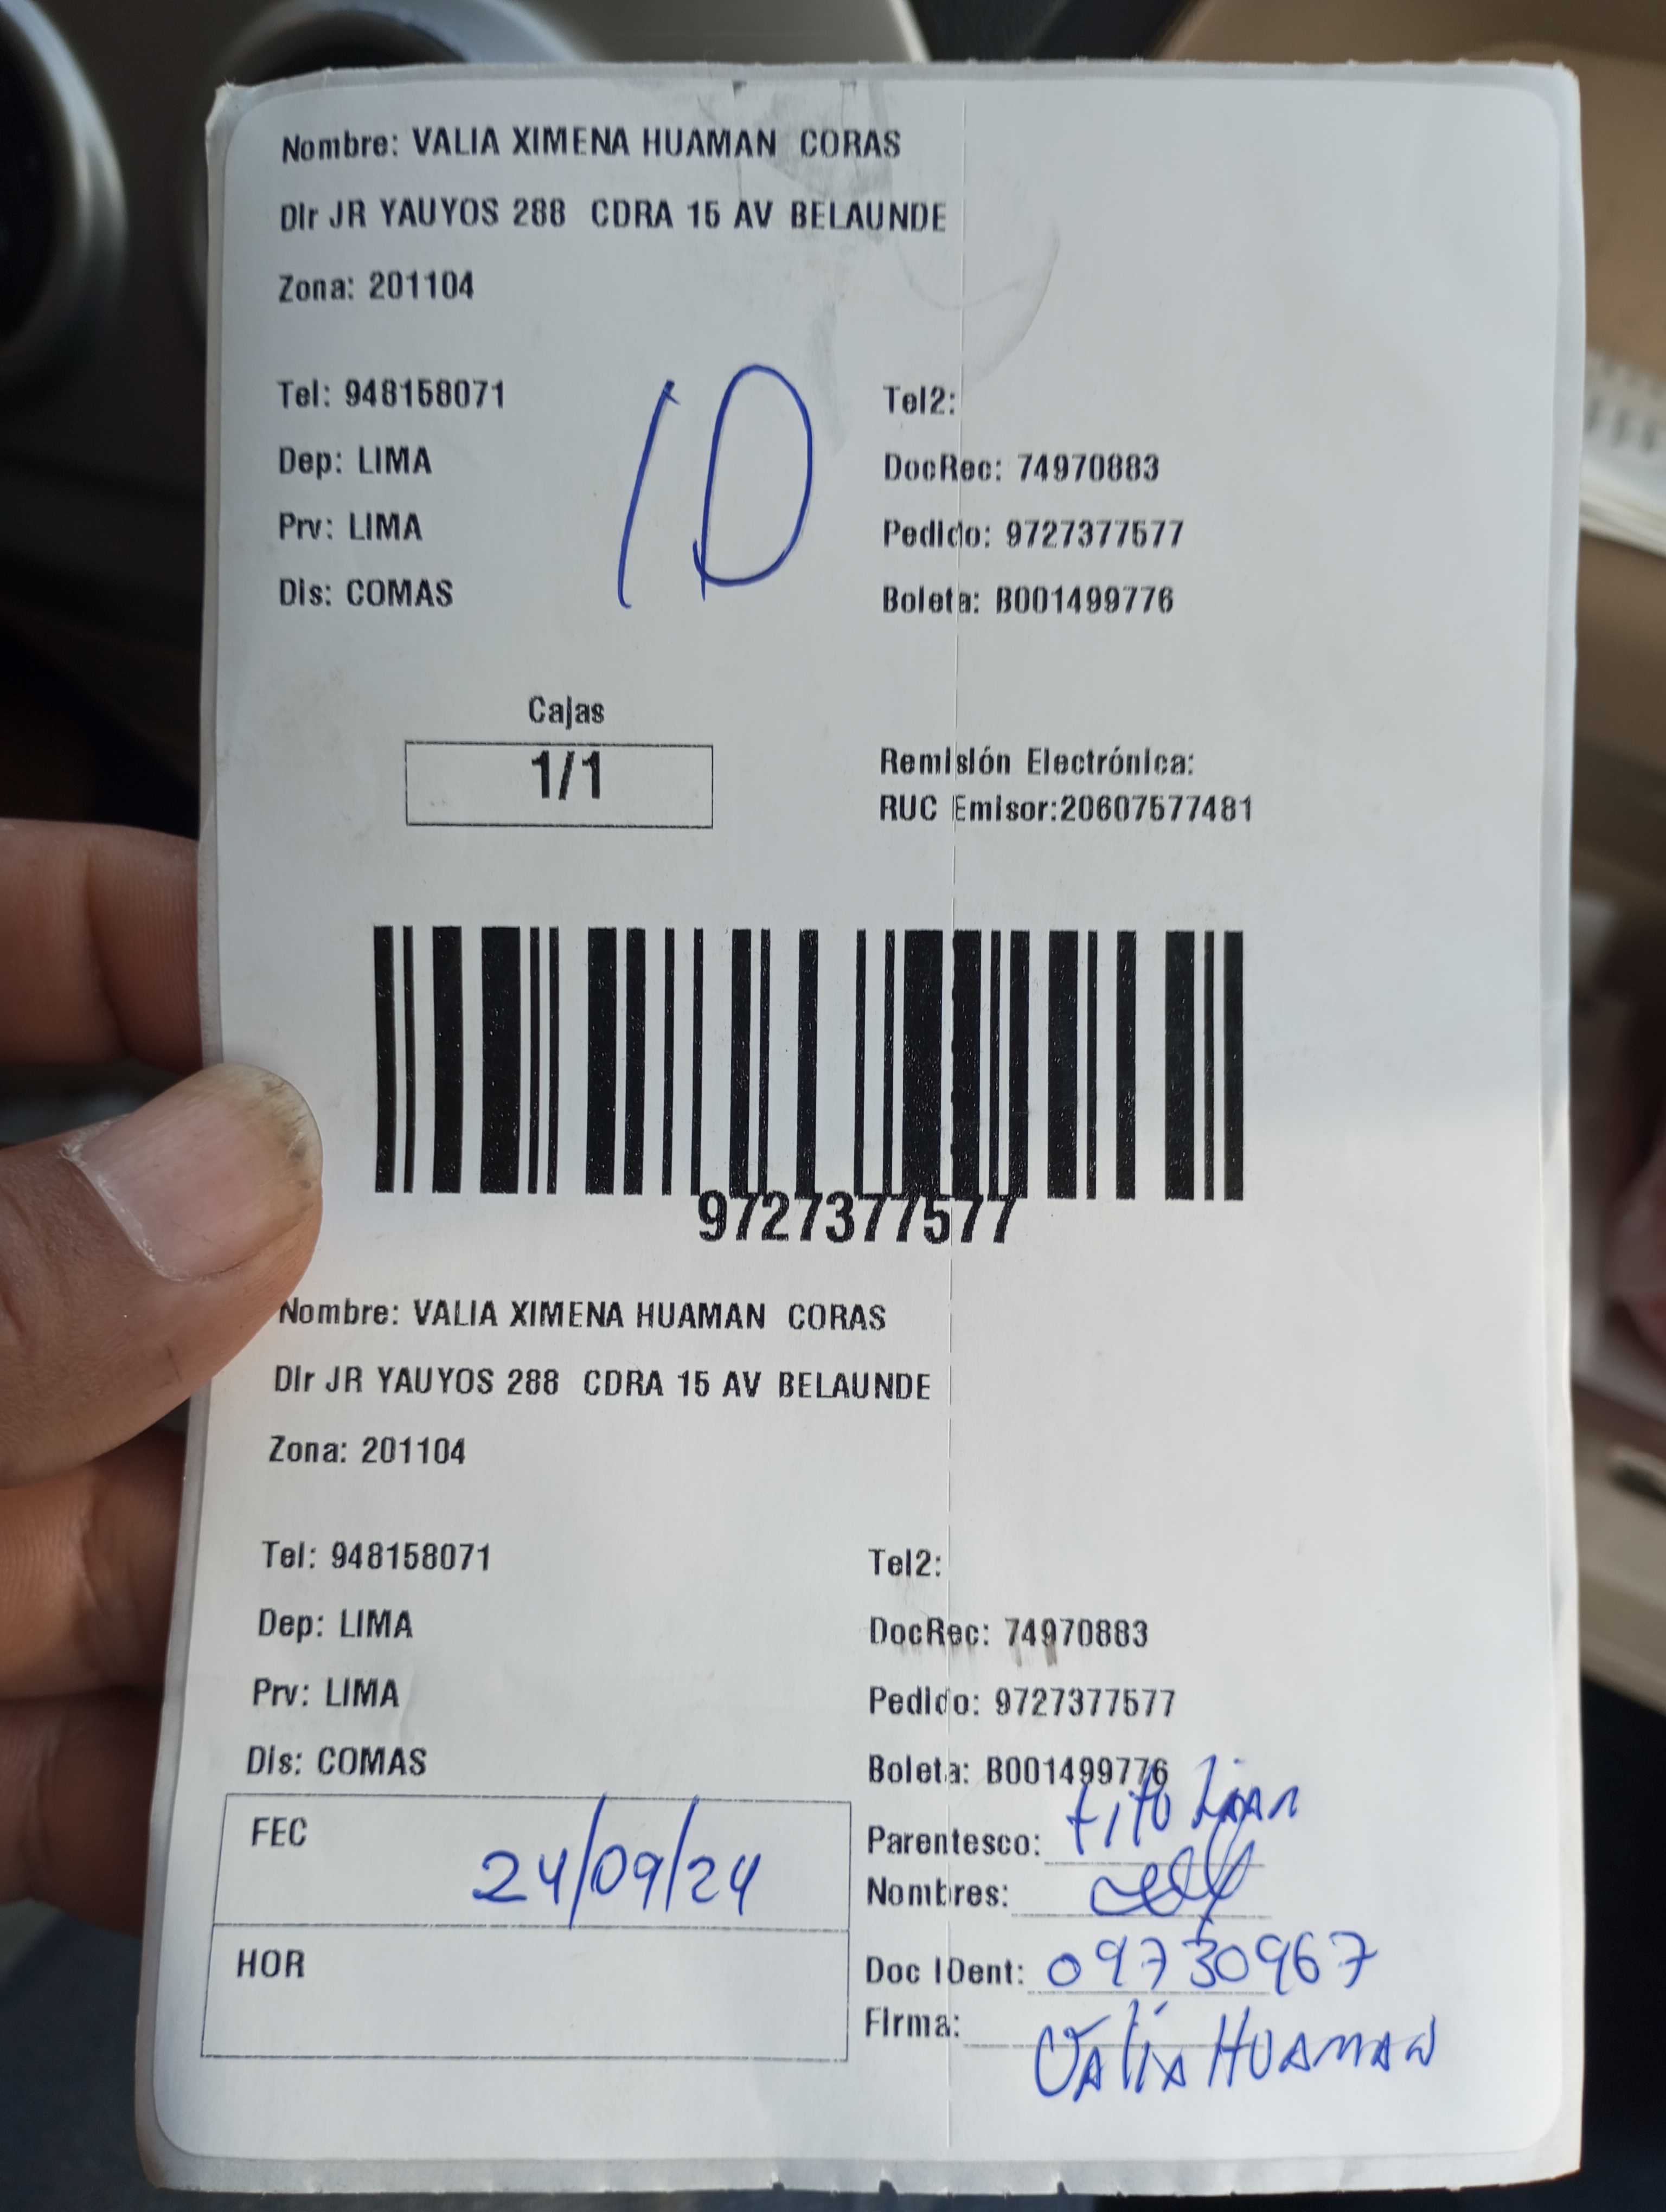 Nombre: VALIA XIMENA HUAMAN CORAS
Dir JR YAUYOS 288 CDRA 15 AV BELAUNDE
Zona: 201104
Tel: 948158071
Tel2:
Dep: LIMA
DocRec: 74970883
Prv: LIMA
Pedido: 9727377577
Dis: COMAS
Boleta: B001499776
10
Cajas
1/1
Remisión Electrónica:
RUC Emisor:20607577481
9727377577
Nombre: VALIA XIMENA HUAMAN CORAS
Dir JR YAUYOS 288 CDRA 15 AV BELAUNDE
Zona: 201104
Tel: 948158071
Tel2:
Dep: LIMA
DocRec: 74970883
Prv: LIMA
Pedido: 9727377577
Dis: COMAS
Boleta: B001499776
FEC 24/09/24
Parentesco: tito
Nombres:
HOR
Doc IDent: 09730967
Firma: Valia HUAMAN